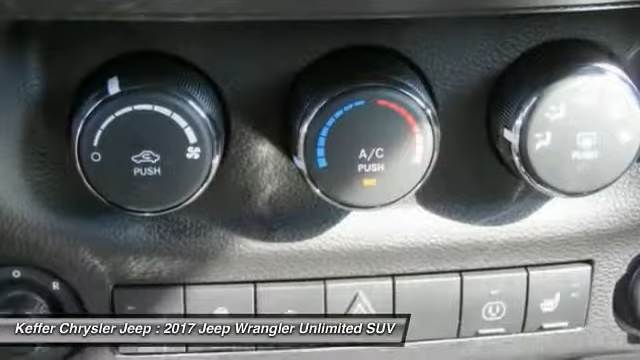 PUSH
A/C
PUSH
PUSH
O R
Keffer Chrysler Jeep : 2017 Jeep Wrangler Unlimited SUV